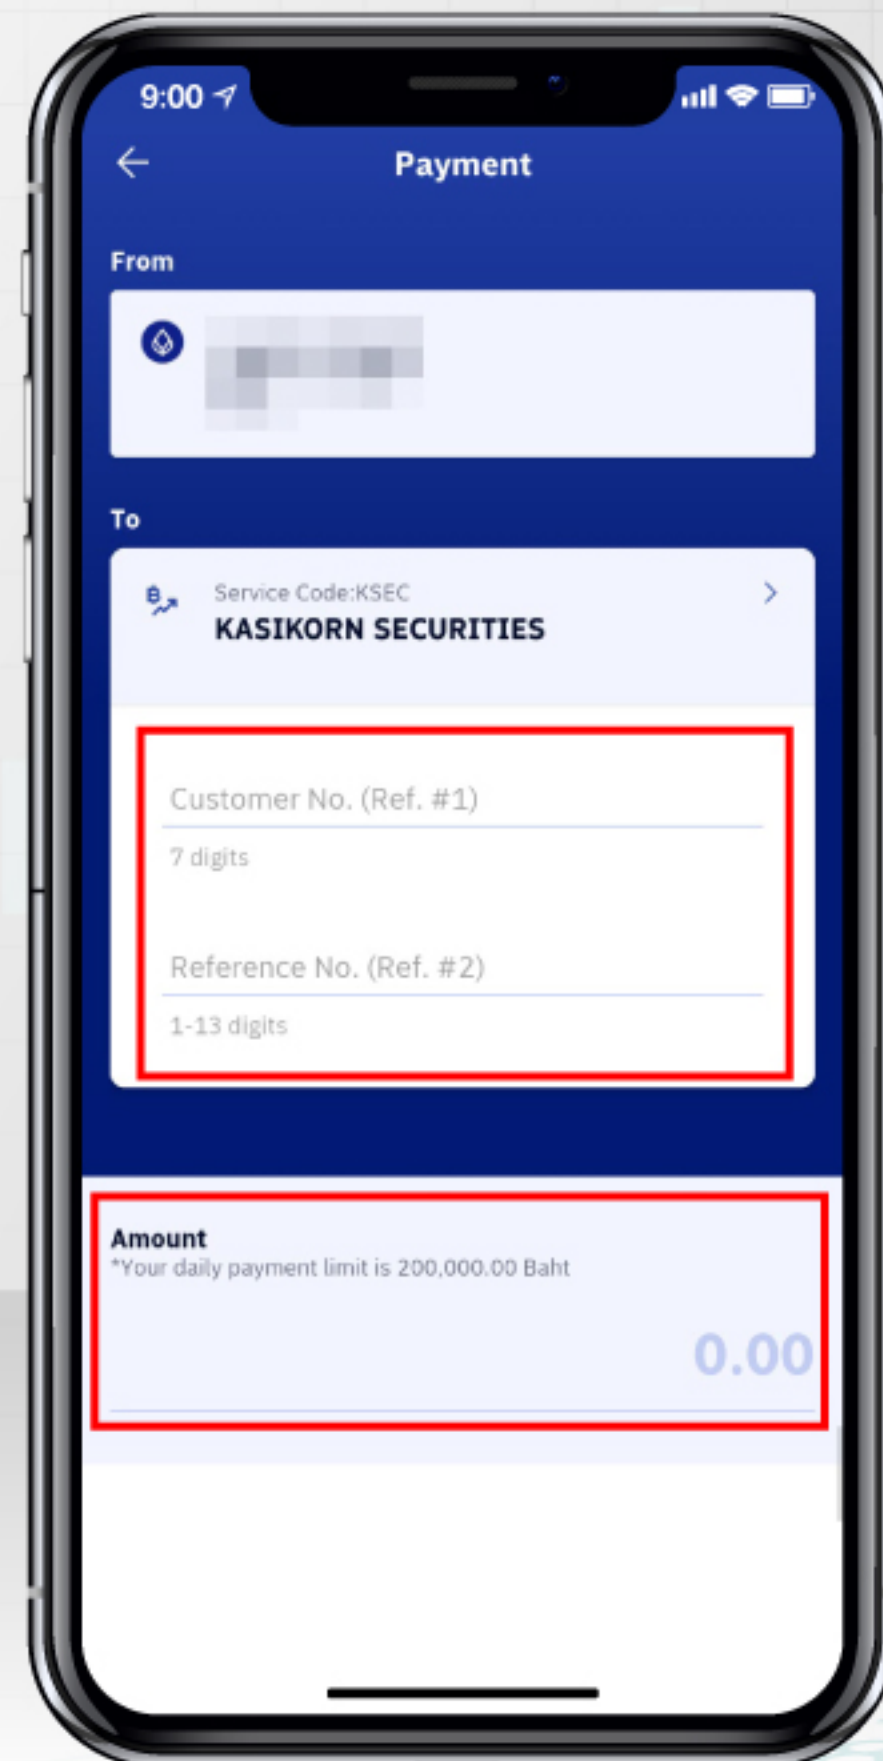 9:00
Payment
From
To
Service Code:KSEC
KASIKORN SECURITIES
Customer No. (Ref. #1)
7 digits
Reference No. (Ref. #2)
1-13 digits
Amount
*Your daily payment limit is 200,000.00 Baht
0.00